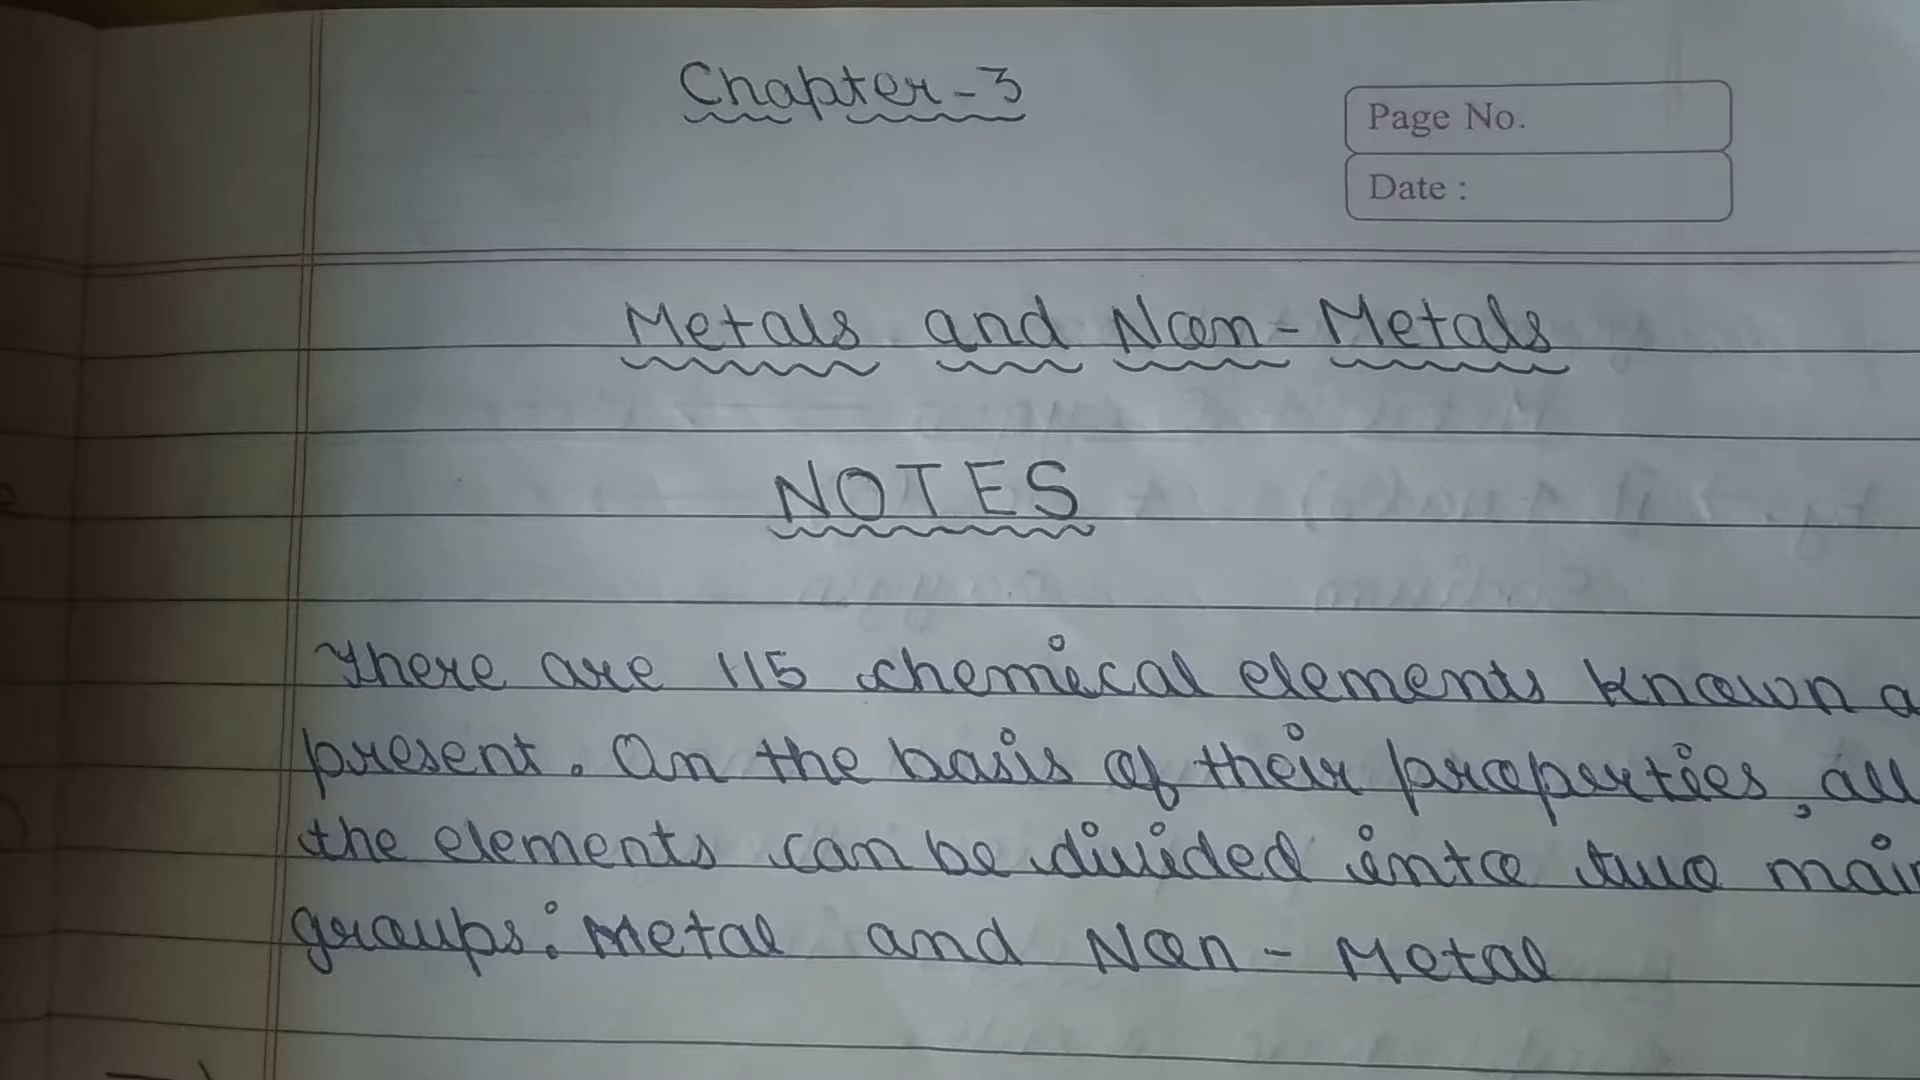 Chapter-3
Page No.
Date :
Metals and Non-Metals
NOTES
There are 115 chemical elements known a
present. On the basis of their properties, all
the elements can be divided into two main
groups: Metal and Non-Metal